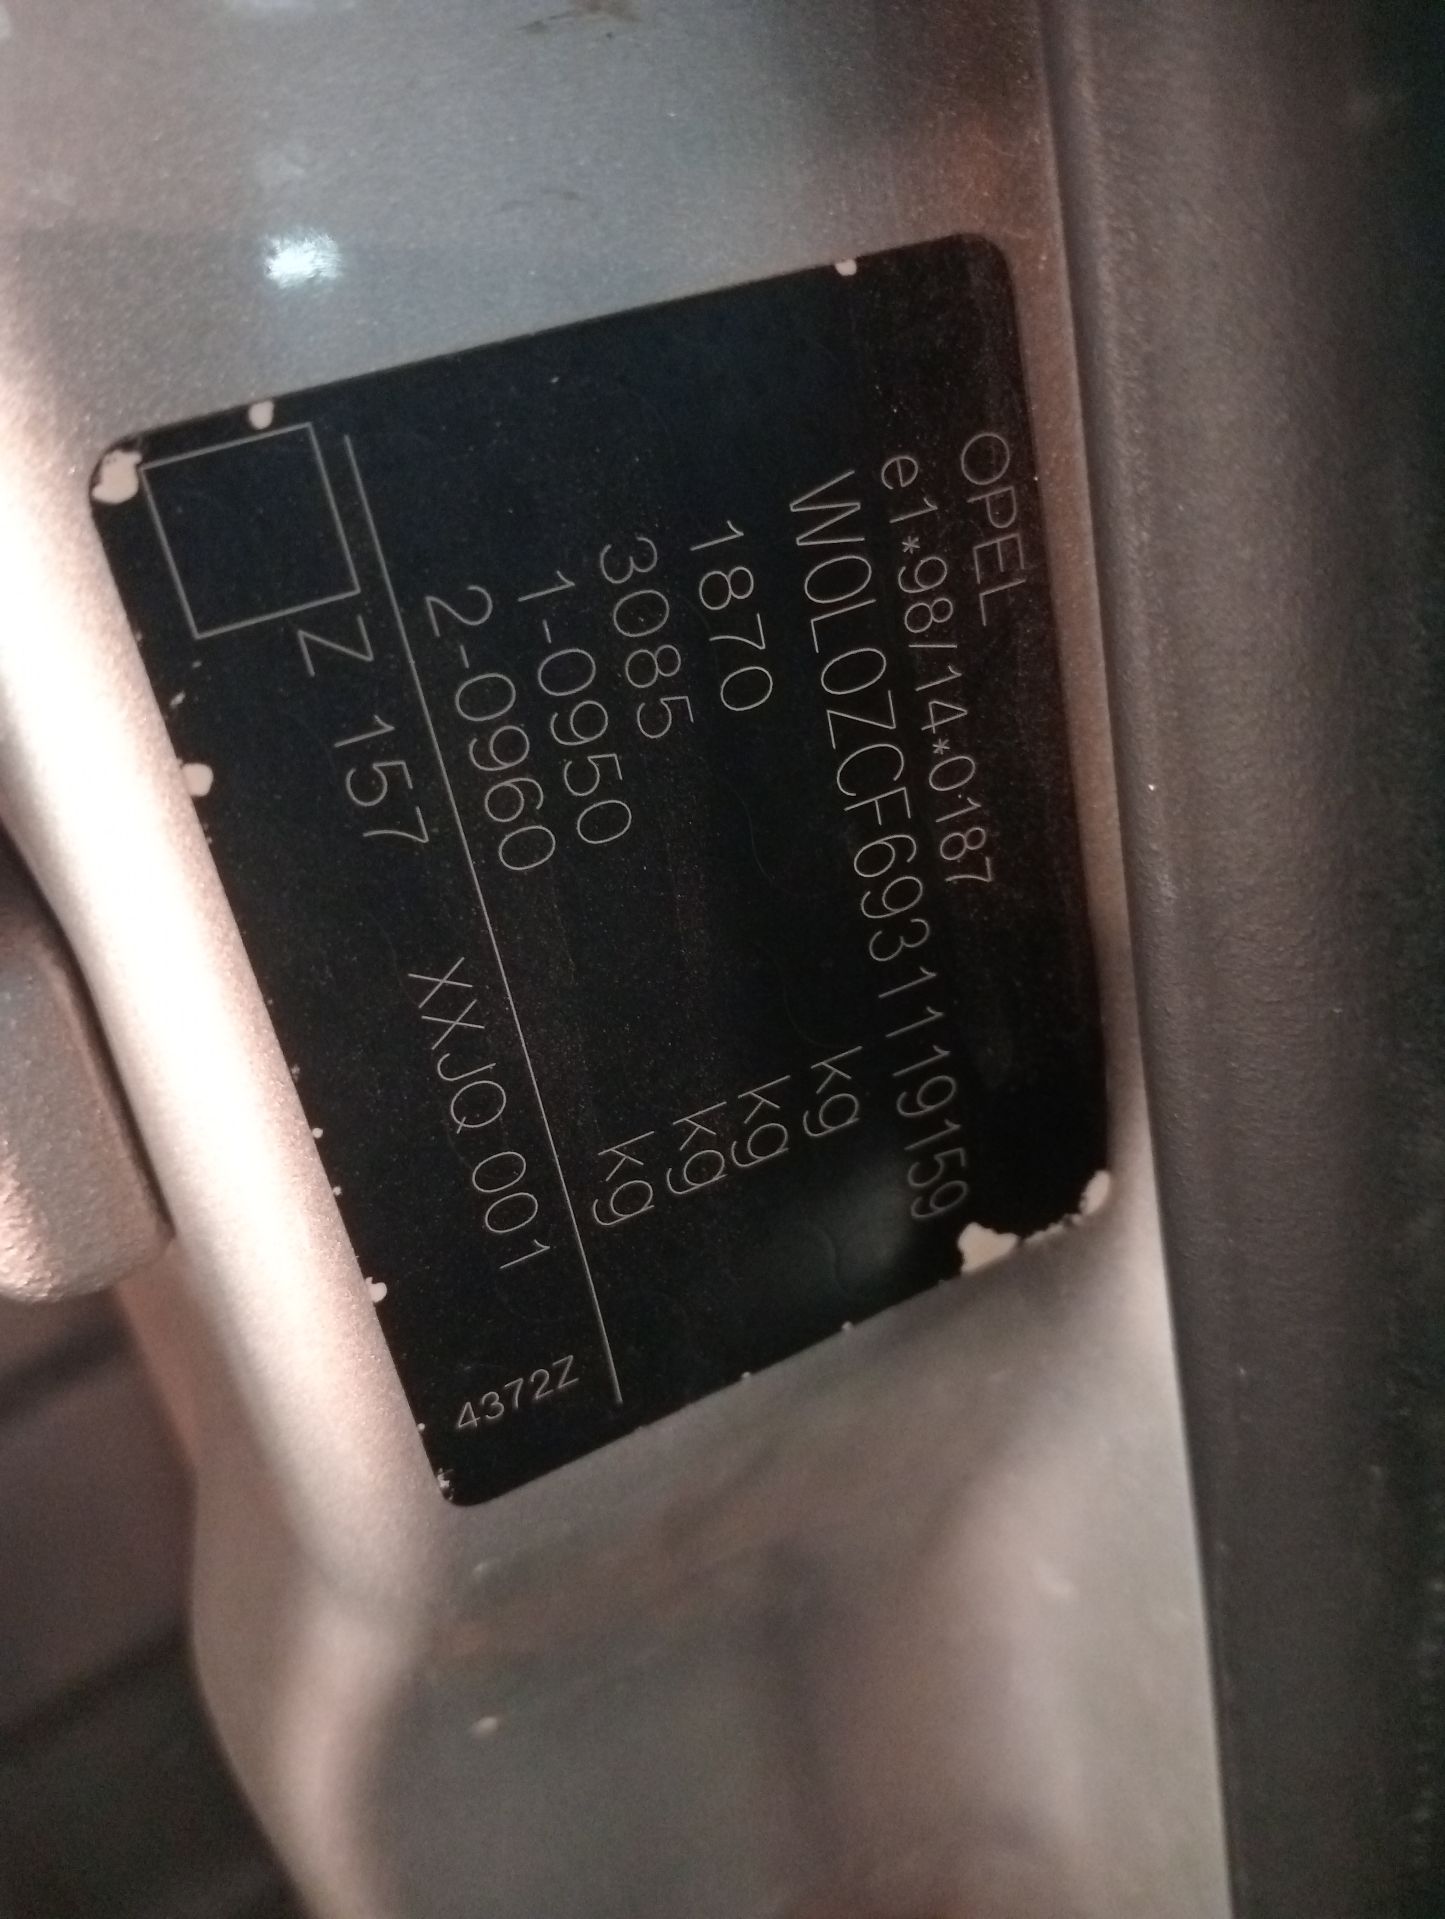 OPEL
e1*98/14*0187
W0L0ZCF6931119159
1870 kg
3085 kg
1-0950 kg
2-0960 kg
Z 157 XXJQ 001
4372Z